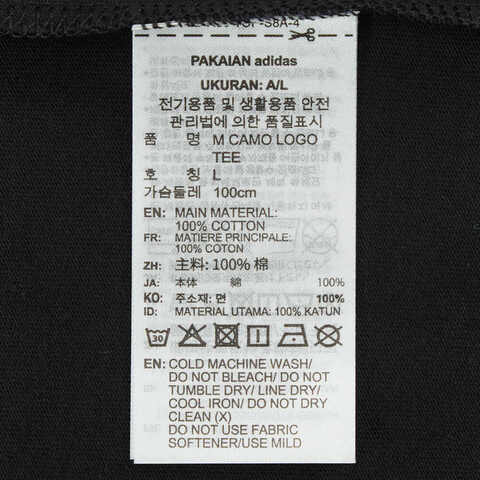 PAKAIAN adidas
UKURAN: A/L
전기용품 및 생활용품 안전
관리법에 의한 품질표시
품 명 M CAMO LOGO
TEE
호 칭 L
가슴둘레 100cm
EN: MAIN MATERIAL:
100% COTTON
FR: MATIERE PRINCIPALE:
100% COTON
ZH: 主料: 100% 棉
JA: 本体 綿 100%
KO: 주소재: 면 100%
ID: MATERIAL UTAMA: 100% KATUN
30
EN: COLD MACHINE WASH/
DO NOT BLEACH/ DO NOT
TUMBLE DRY/ LINE DRY/
COOL IRON/ DO NOT DRY
CLEAN (X)
DO NOT USE FABRIC
SOFTENER/USE MILD